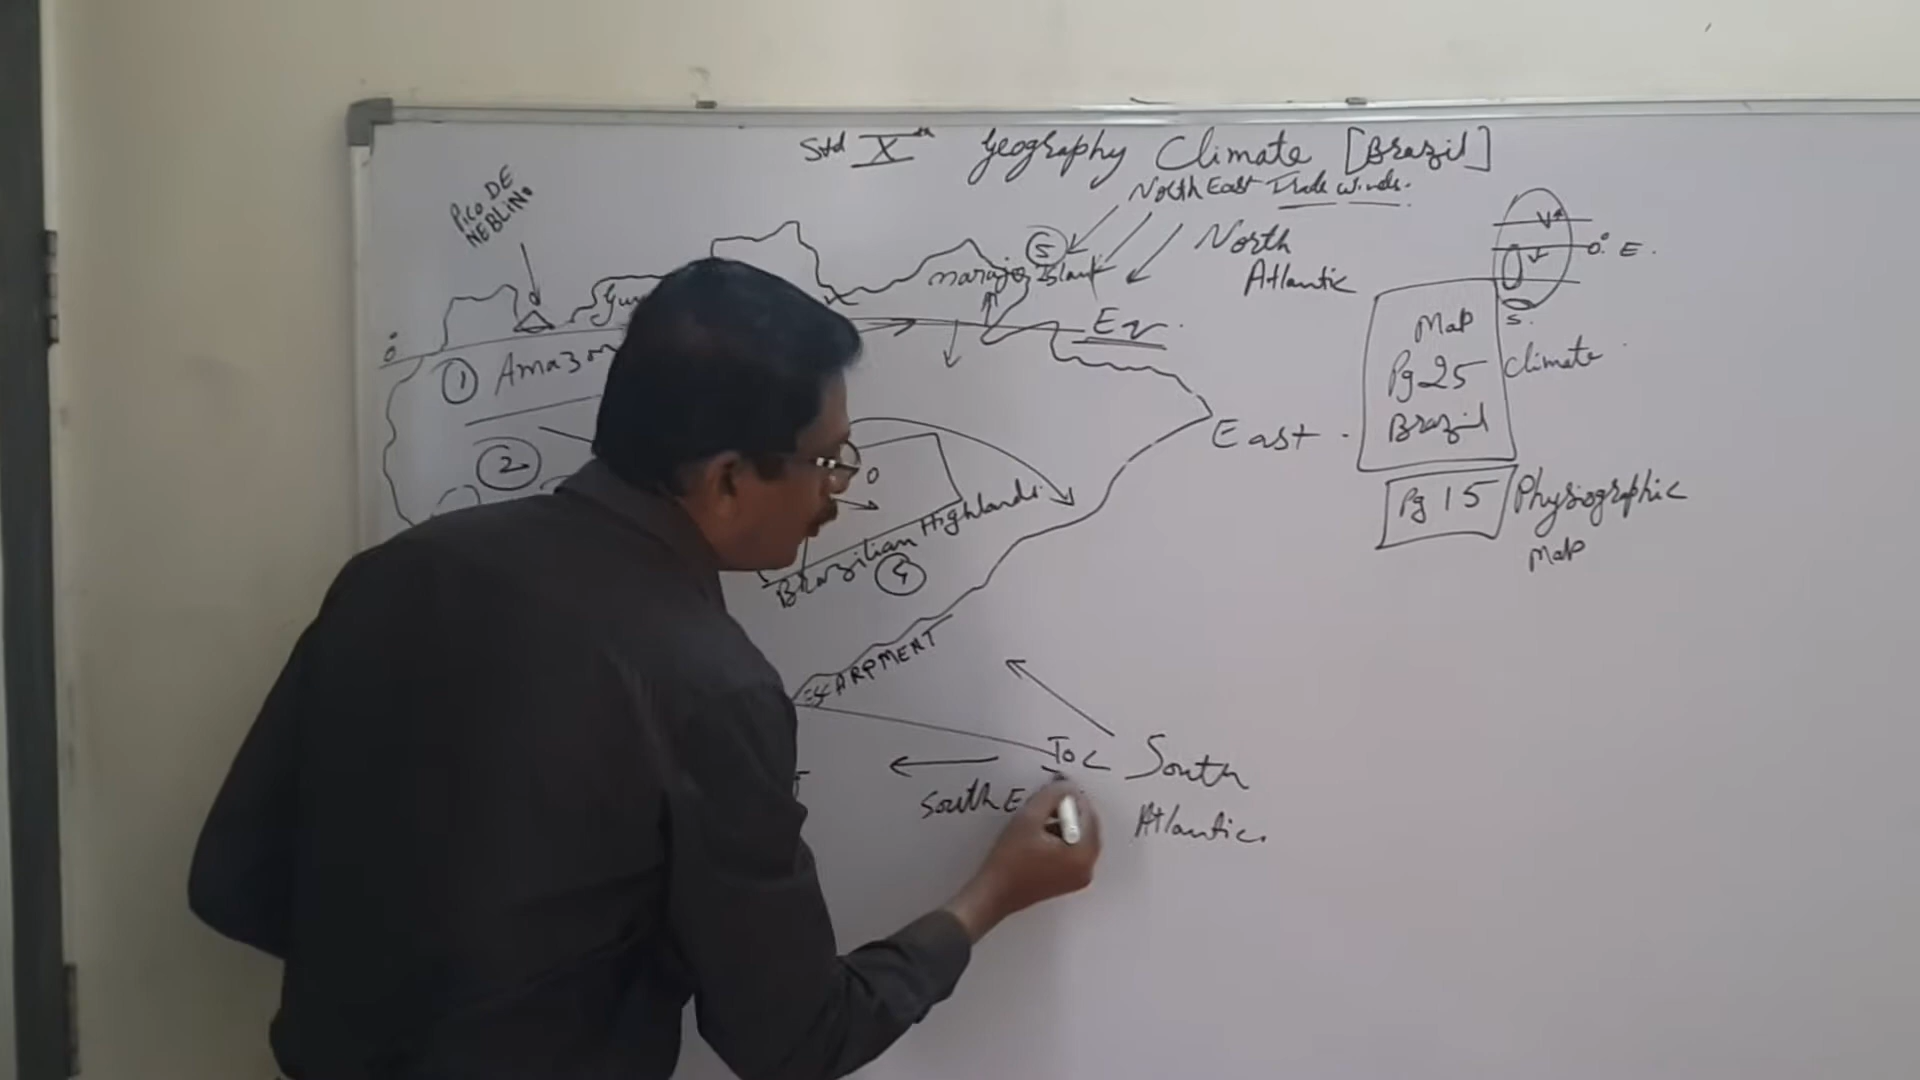 Std Xth Geography Climate [Brazil]
North East Trade Winds.
PICO DE
NEBLINA
North
Atlantic
5
Marajo Island
0° E.
S.
Map
Pg 25
Brazil
Climate
0°
Eq.
1 Amazon
East
2
Pg 15
Physiographic
Map
Brazilian Highlands
ESCARPMENT
TOC
South
Atlantic.
South E